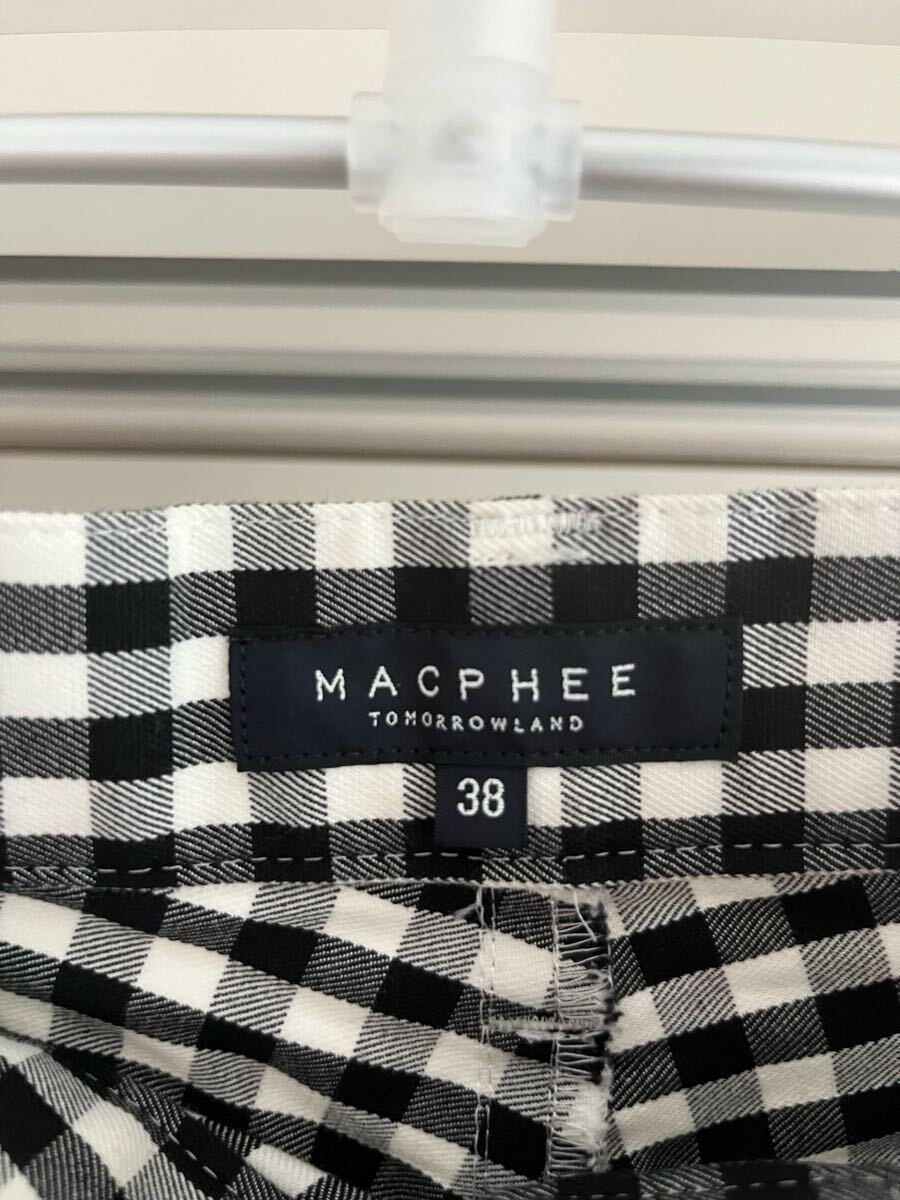 MACPHEE
TOMORROWLAND
38